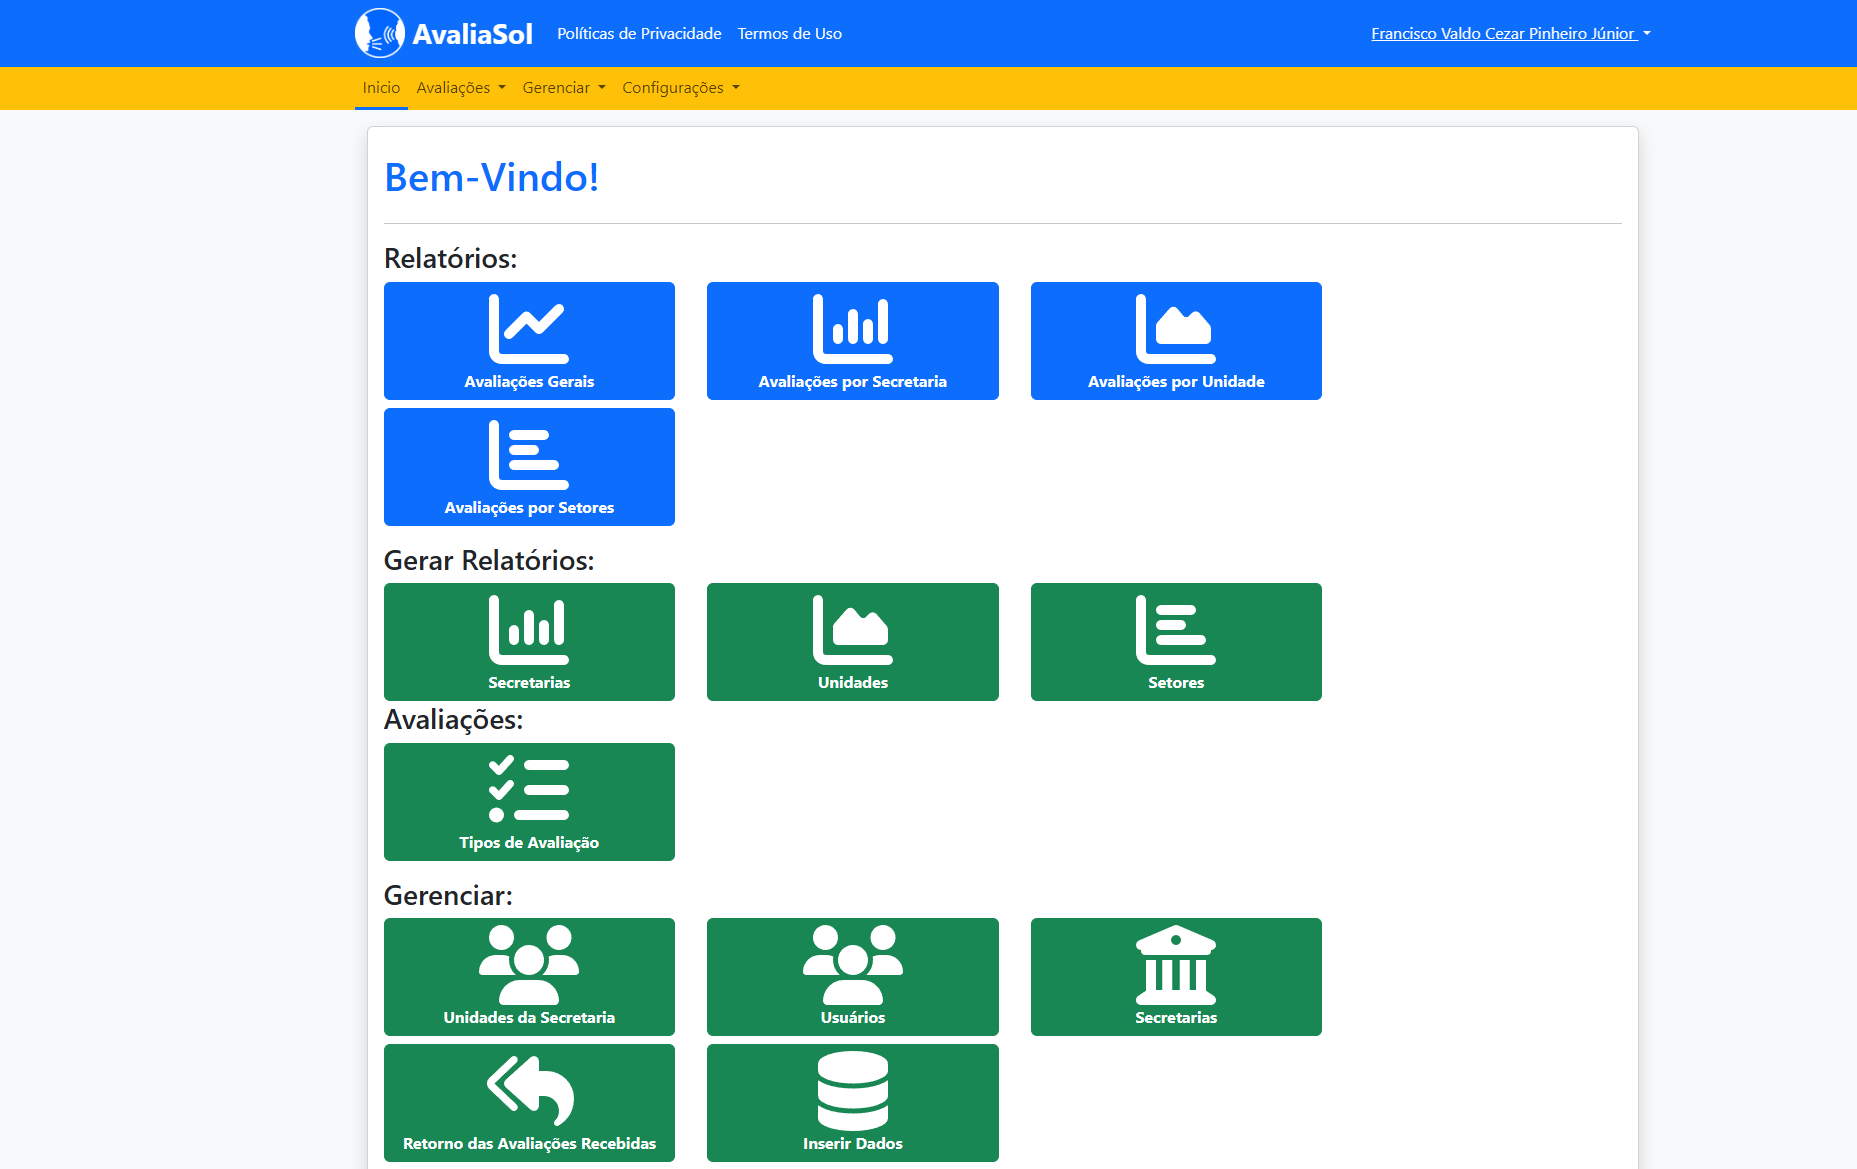 AvaliaSol Políticas de Privacidade Termos de Uso Francisco Valdo Cezar Pinheiro Júnior
Inicio Avaliações Gerenciar Configurações
Bem-Vindo!
Relatórios:
Avaliações Gerais Avaliações por Secretaria Avaliações por Unidade
Avaliações por Setores
Gerar Relatórios:
Secretarias Unidades Setores
Avaliações:
Tipos de Avaliação
Gerenciar:
Unidades da Secretaria Usuários Secretarias
Retorno das Avaliações Recebidas Inserir Dados